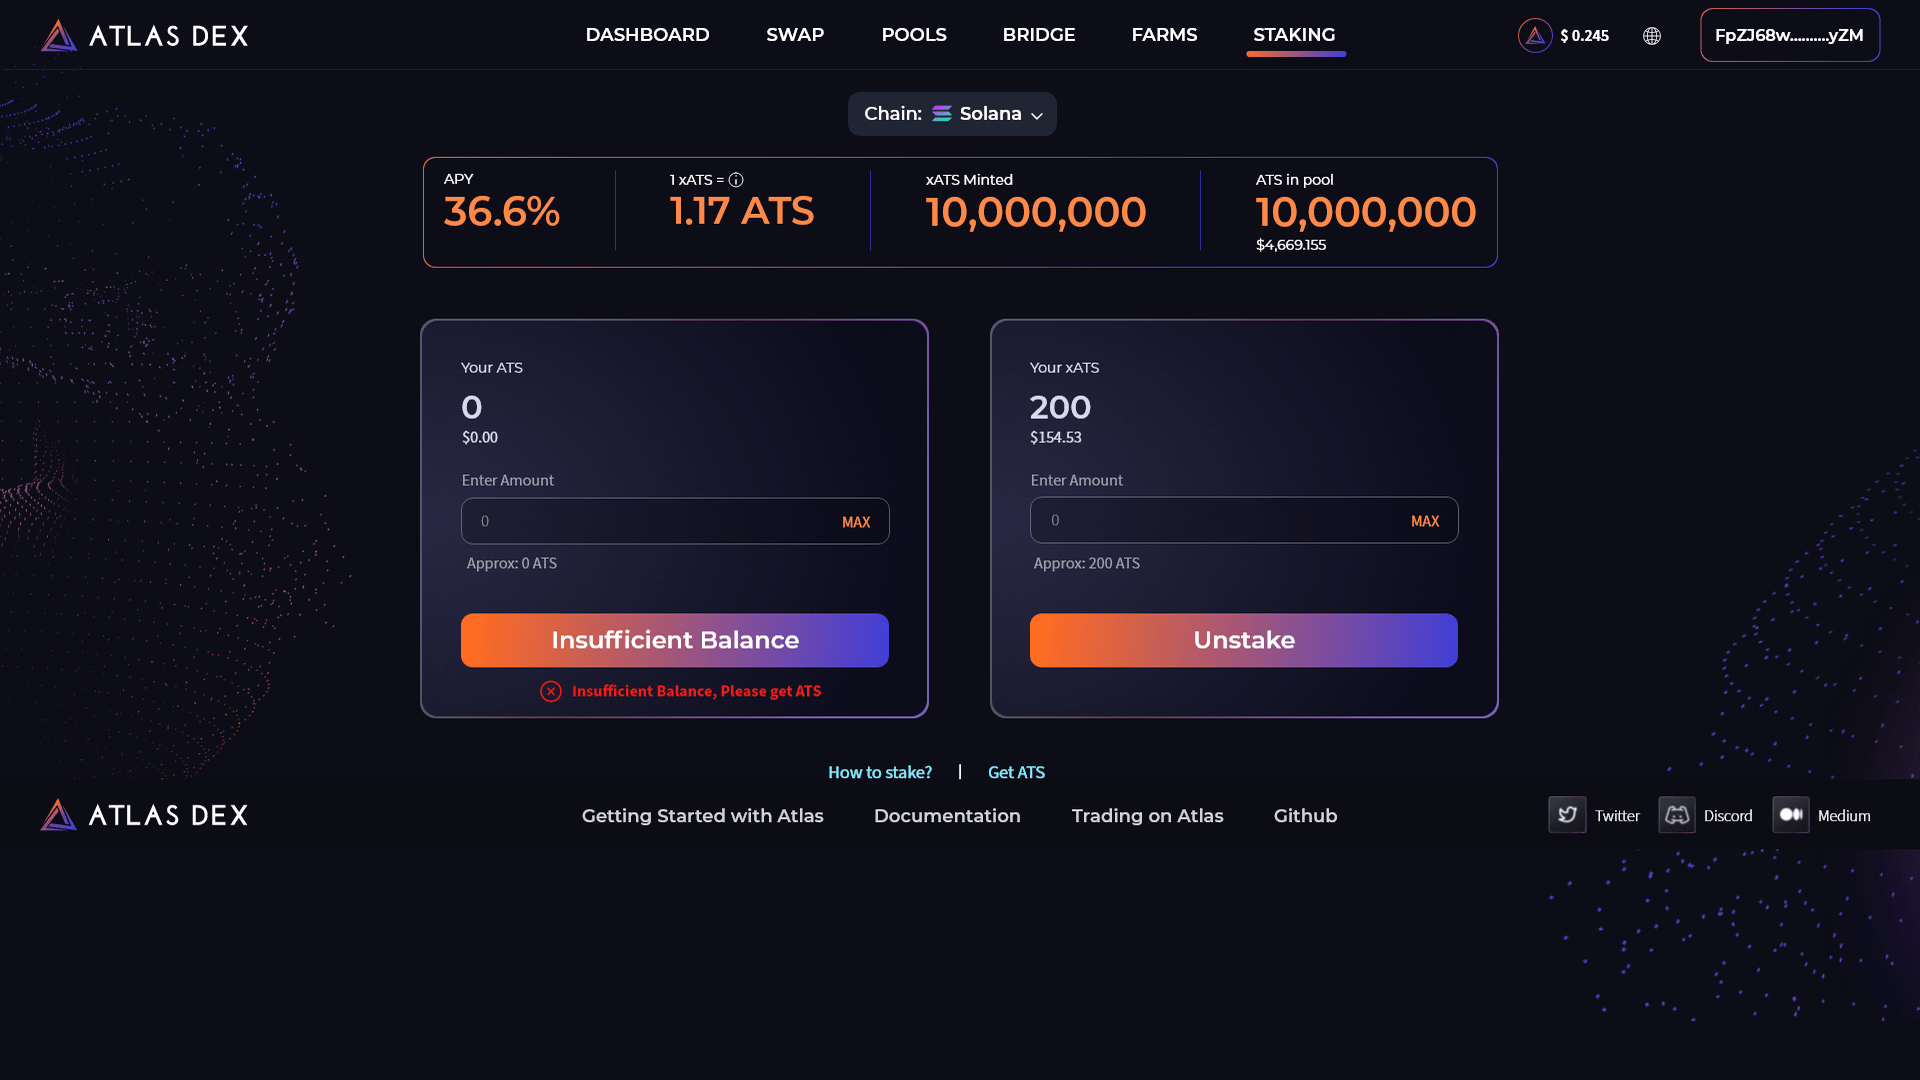 ATLAS DEX
DASHBOARD SWAP POOLS BRIDGE FARMS STAKING
$ 0.245
FpZJ68w..........yZM
Chain: Solana
APY
36.6%
1 xATS =
1.17 ATS
xATS Minted
10,000,000
ATS in pool
10,000,000
$4,669.155
Your ATS
0
$0.00
Enter Amount
0 MAX
Approx: 0 ATS
Insufficient Balance
Insufficient Balance, Please get ATS
Your xATS
200
$154.53
Enter Amount
0 MAX
Approx: 200 ATS
Unstake
How to stake? | Get ATS
ATLAS DEX
Getting Started with Atlas Documentation Trading on Atlas Github
Twitter Discord Medium